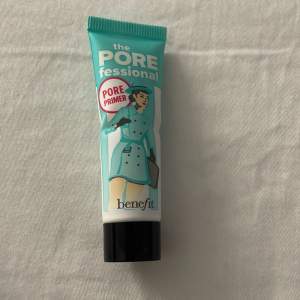 the
PORE
fessional
PORE
PRIMER
benefit